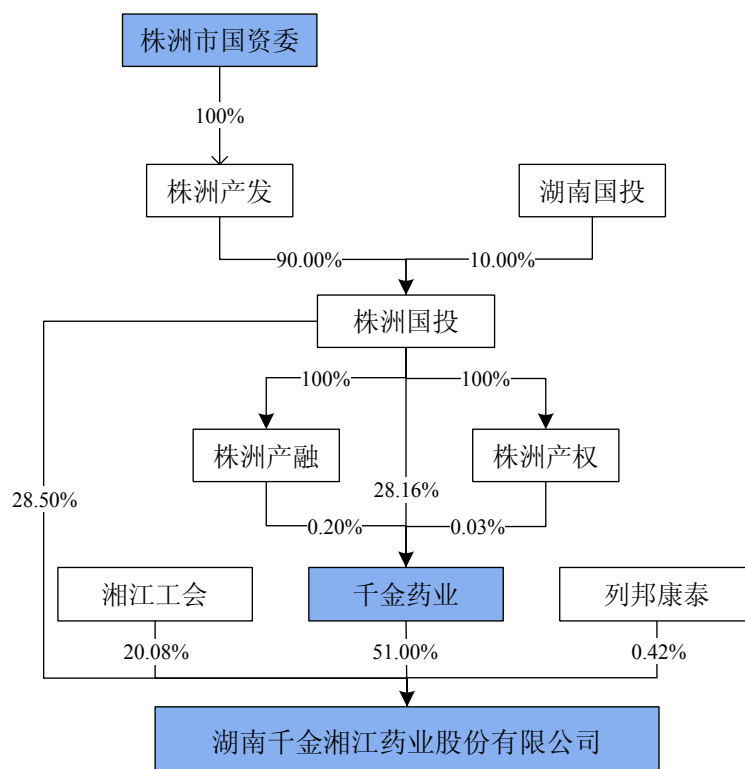 株洲市国资委
100%
株洲产发
湖南国投
90.00%
10.00%
株洲国投
100%
100%
株洲产融
株洲产权
28.50%
28.16%
0.20%
0.03%
湘江工会
千金药业
列邦康泰
20.08%
51.00%
0.42%
湖南千金湘江药业股份有限公司